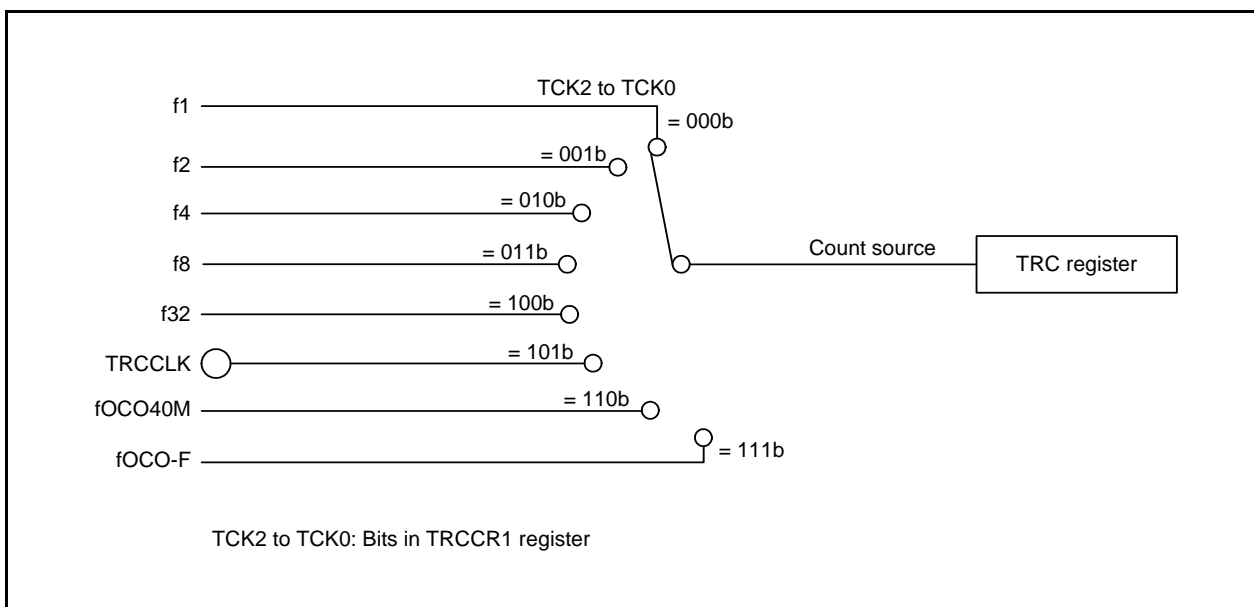 TCK2 to TCK0
f1
= 000b
f2
= 001b
f4
= 010b
f8
= 011b
Count source
TRC register
f32
= 100b
TRCCLK
= 101b
fOCO40M
= 110b
fOCO-F
= 111b
TCK2 to TCK0: Bits in TRCCR1 register